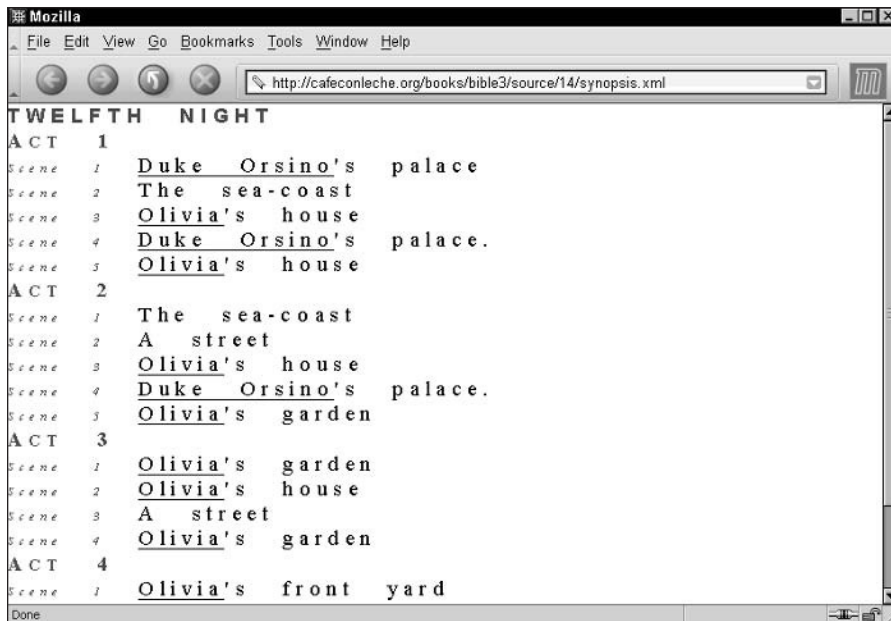 Mozilla
File Edit View Go Bookmarks Tools Window Help
http://cafeconleche.org/books/bible3/source/14/synopsis.xml
TWELFTH NIGHT
ACT 1
Scene 1 Duke Orsino's palace
Scene 2 The sea-coast
Scene 3 Olivia's house
Scene 4 Duke Orsino's palace.
Scene 5 Olivia's house
ACT 2
Scene 1 The sea-coast
Scene 2 A street
Scene 3 Olivia's house
Scene 4 Duke Orsino's palace.
Scene 5 Olivia's garden
ACT 3
Scene 1 Olivia's garden
Scene 2 Olivia's house
Scene 3 A street
Scene 4 Olivia's garden
ACT 4
Scene 1 Olivia's front yard
Done